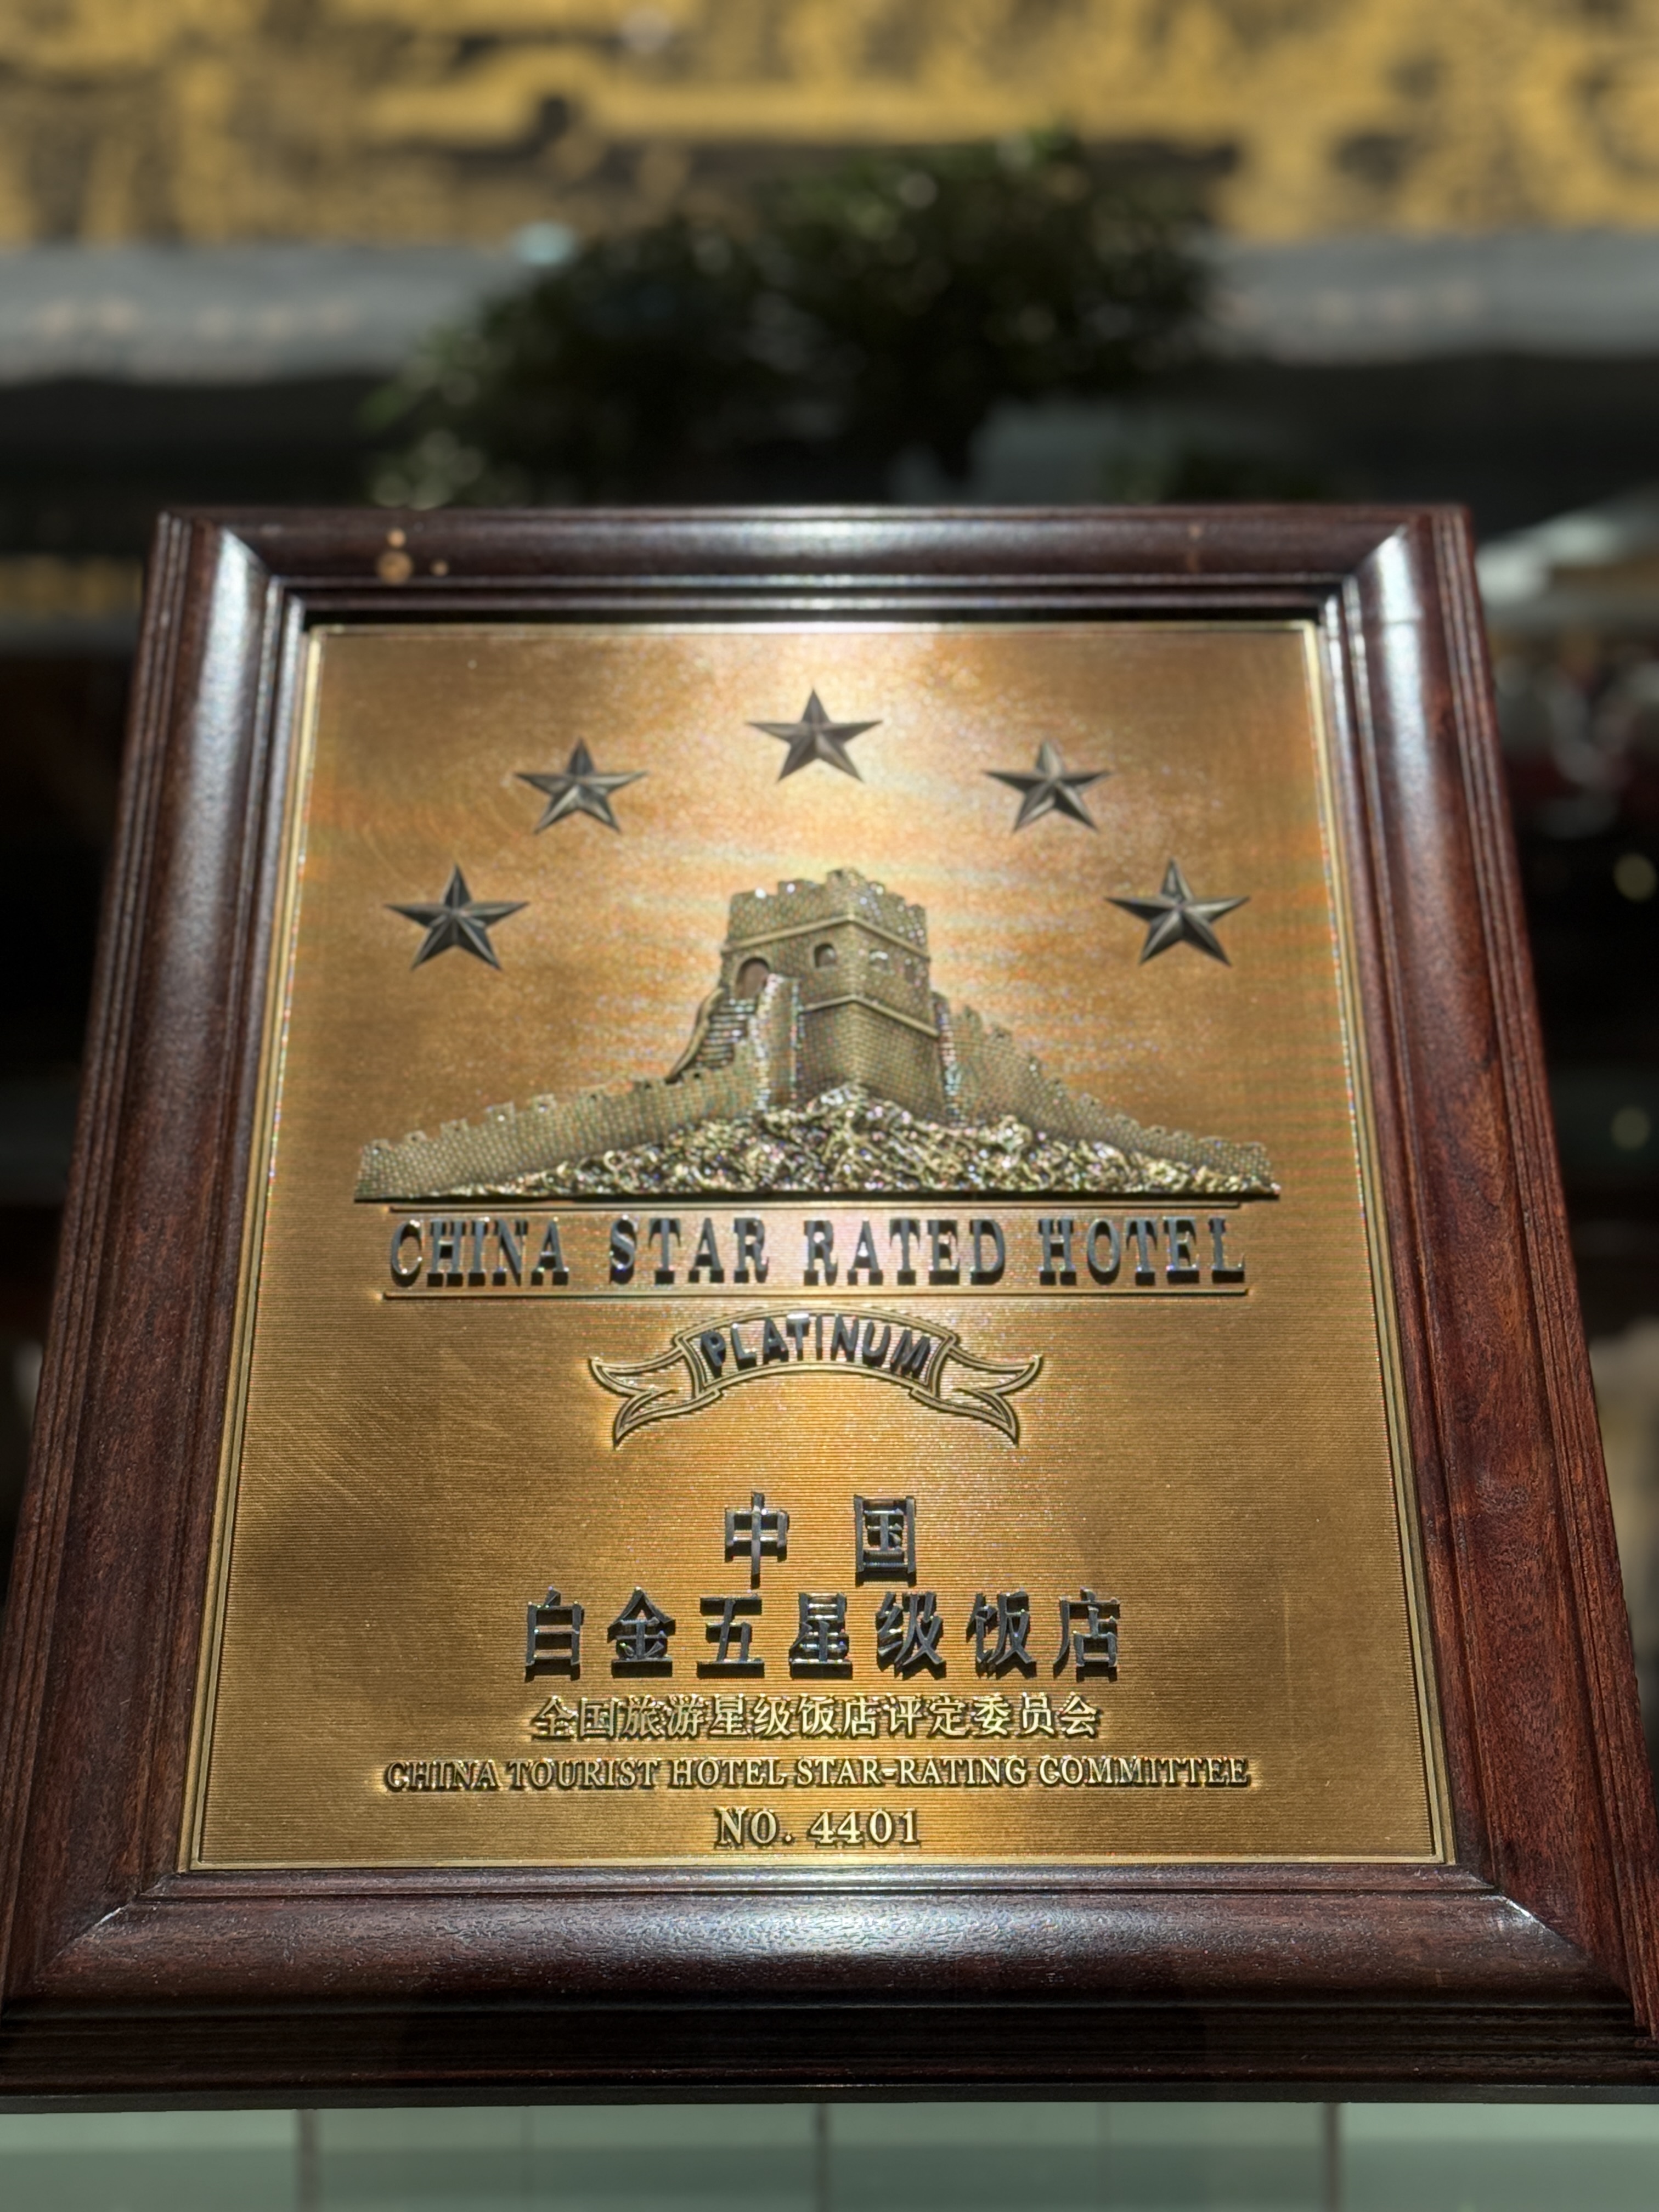 CHINA STAR RATED HOTEL
PLATINUM
中国
白金五星级饭店
全国旅游星级饭店评定委员会
CHINA TOURIST HOTEL STAR-RATING COMMITTEE
NO. 4401